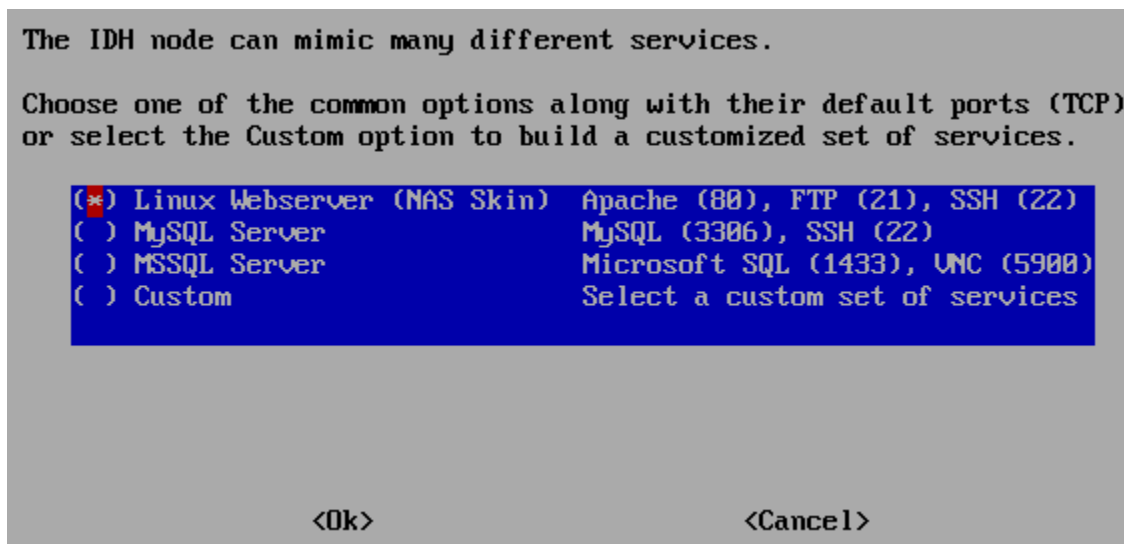 The IDH node can mimic many different services.
Choose one of the common options along with their default ports (TCP)
or select the Custom option to build a customized set of services.
(*) Linux Webserver (NAS Skin) Apache (80), FTP (21), SSH (22)
( ) MySQL Server MySQL (3306), SSH (22)
( ) MSSQL Server Microsoft SQL (1433), VNC (5900)
( ) Custom Select a custom set of services
<Ok> <Cancel>